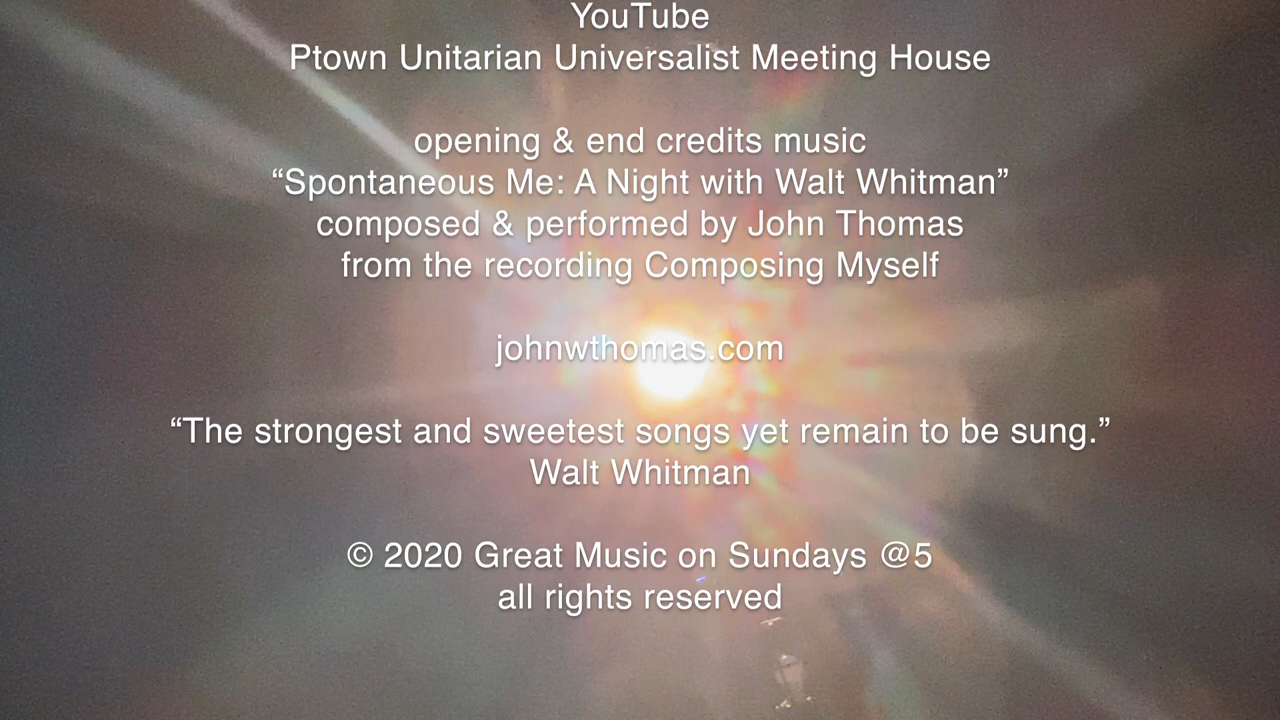 YouTube
Ptown Unitarian Universalist Meeting House
opening & end credits music
“Spontaneous Me: A Night with Walt Whitman”
composed & performed by John Thomas
from the recording Composing Myself
johnwthomas.com
“The strongest and sweetest songs yet remain to be sung.”
Walt Whitman
© 2020 Great Music on Sundays @5
all rights reserved